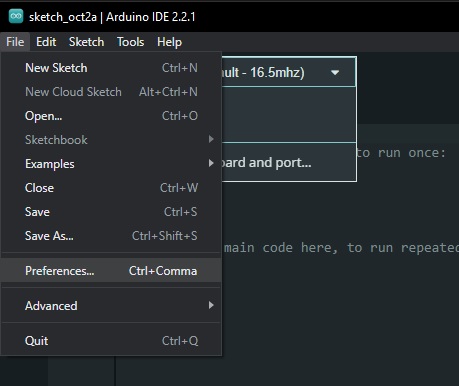 sketch_oct2a | Arduino IDE 2.2.1
File Edit Sketch Tools Help
New Sketch Ctrl+N
New Cloud Sketch Alt+Ctrl+N
Open... Ctrl+O
Sketchbook
Examples
Close Ctrl+W
Save Ctrl+S
Save As... Ctrl+Shift+S
Preferences... Ctrl+Comma
Advanced
Quit Ctrl+Q
ult - 16.5mhz)
to run once:
ard and port...
main code here, to run repeated